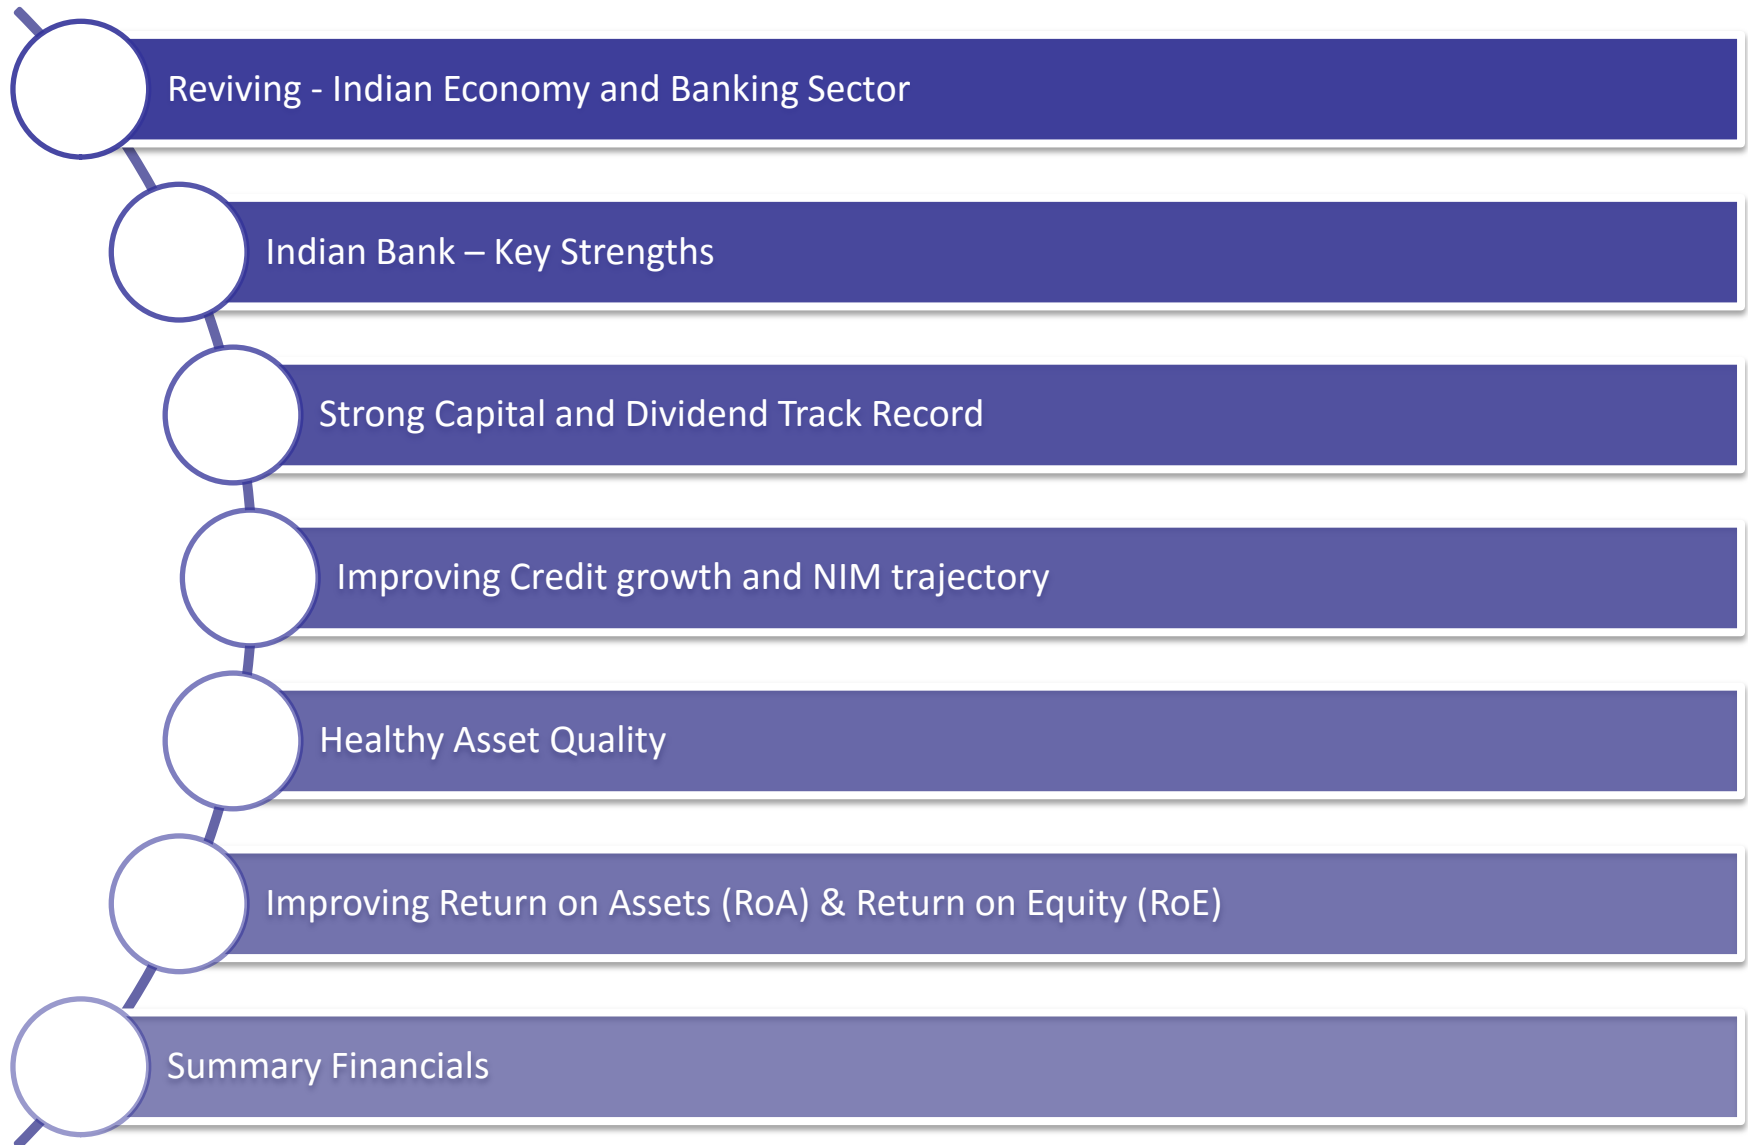 Reviving - Indian Economy and Banking Sector
Indian Bank – Key Strengths
Strong Capital and Dividend Track Record
Improving Credit growth and NIM trajectory
Healthy Asset Quality
Improving Return on Assets (RoA) & Return on Equity (RoE)
Summary Financials